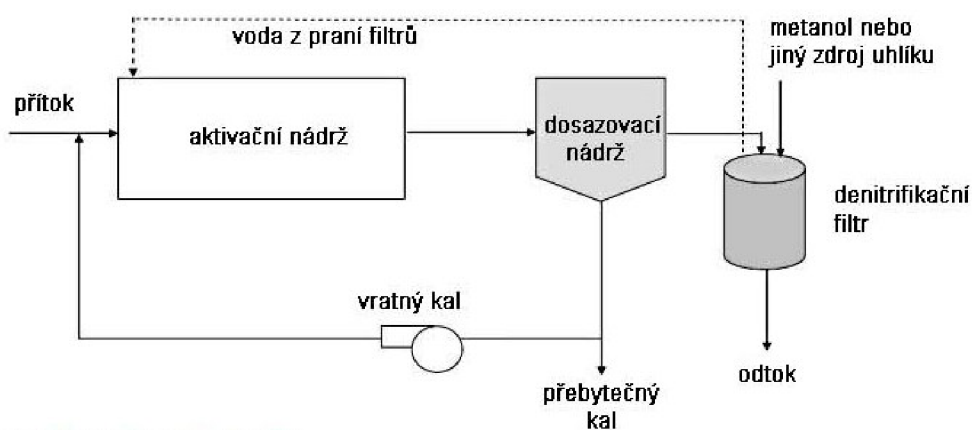 voda z praní filtrů
metanol nebo
jiný zdroj uhlíku
přítok
aktivační nádrž
dosazovací
nádrž
denitrifikační
filtr
vratný kal
přebytečný
kal
odtok